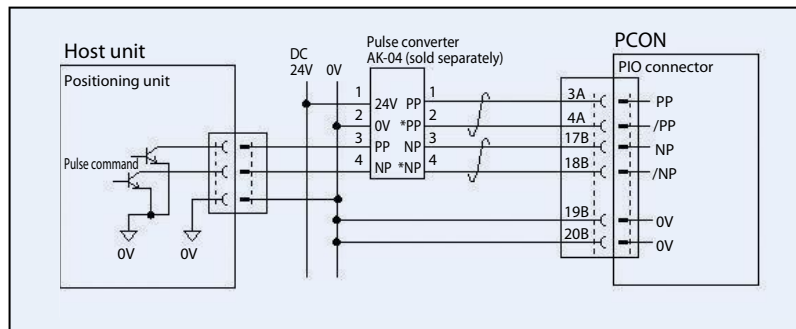 Host unit
Positioning unit
Pulse command
0V
0V
DC
24V
0V
Pulse converter
AK-04 (sold separately)
1 24V PP 1
2 0V *PP 2
3 PP NP 3
4 NP *NP 4
PCON
PIO connector
3A PP
4A /PP
17B NP
18B /NP
19B 0V
20B 0V